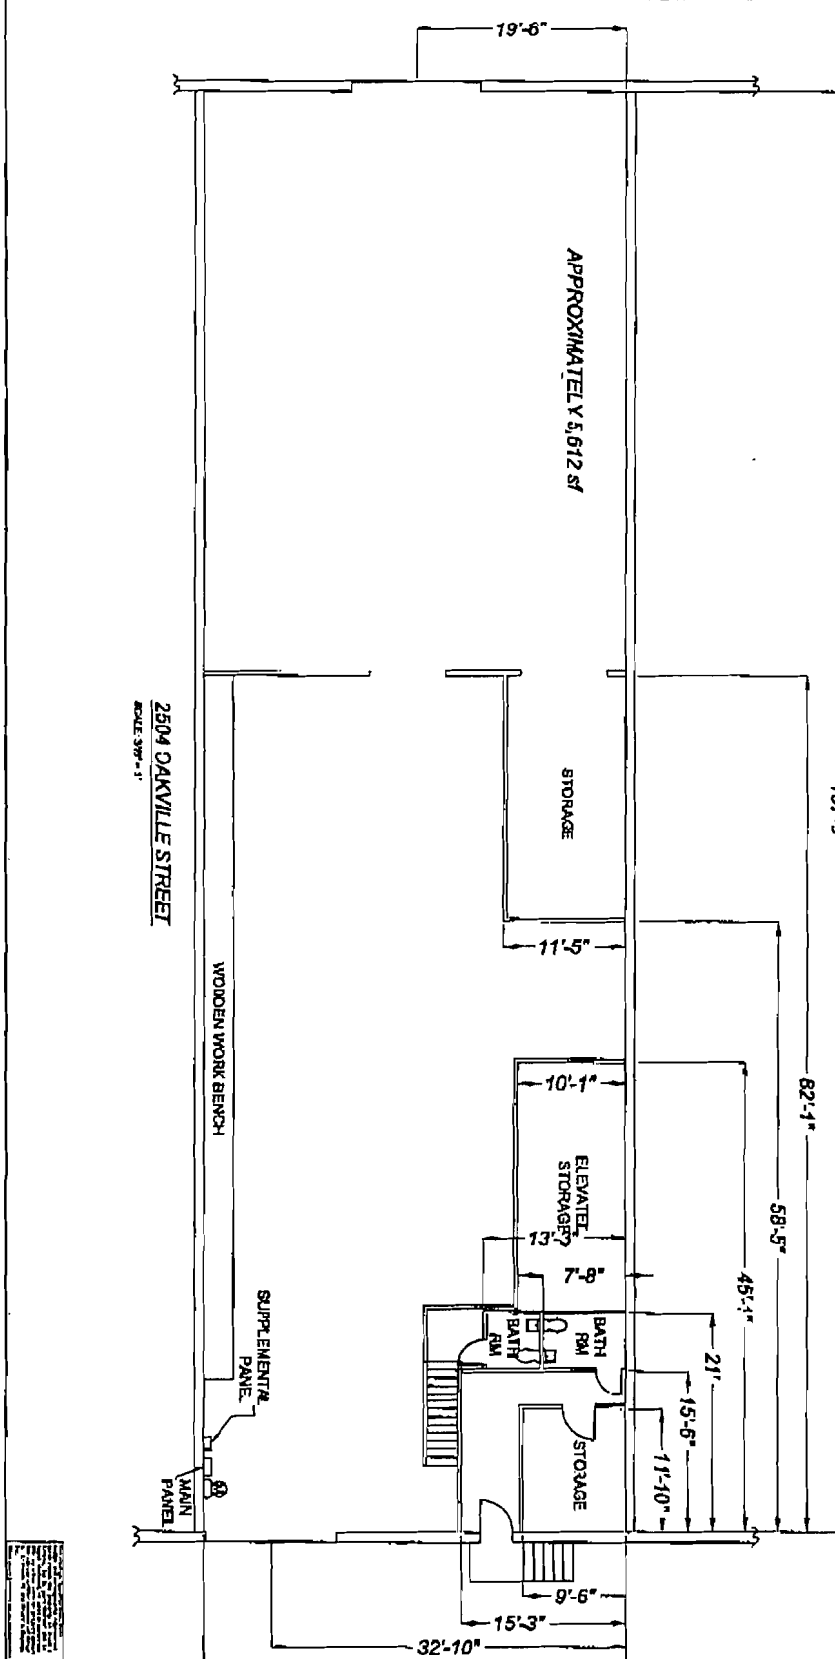 19'-6"
APPROXIMATELY 5,612 sf
STORAGE
2504 OAKVILLE STREET
11'-5"
WOODEN WORK BENCH
10'-1"
82'-1"
ELEVATED
STORAGE
13'-3"
58'-5"
7'-8"
45'-1"
BATH
RM
BATH
RM
21'
SUPPLEMENTAL
PANEL
15'-6"
11'-10"
STORAGE
MAIN
PANEL
9'-6"
15'-3"
32'-10"